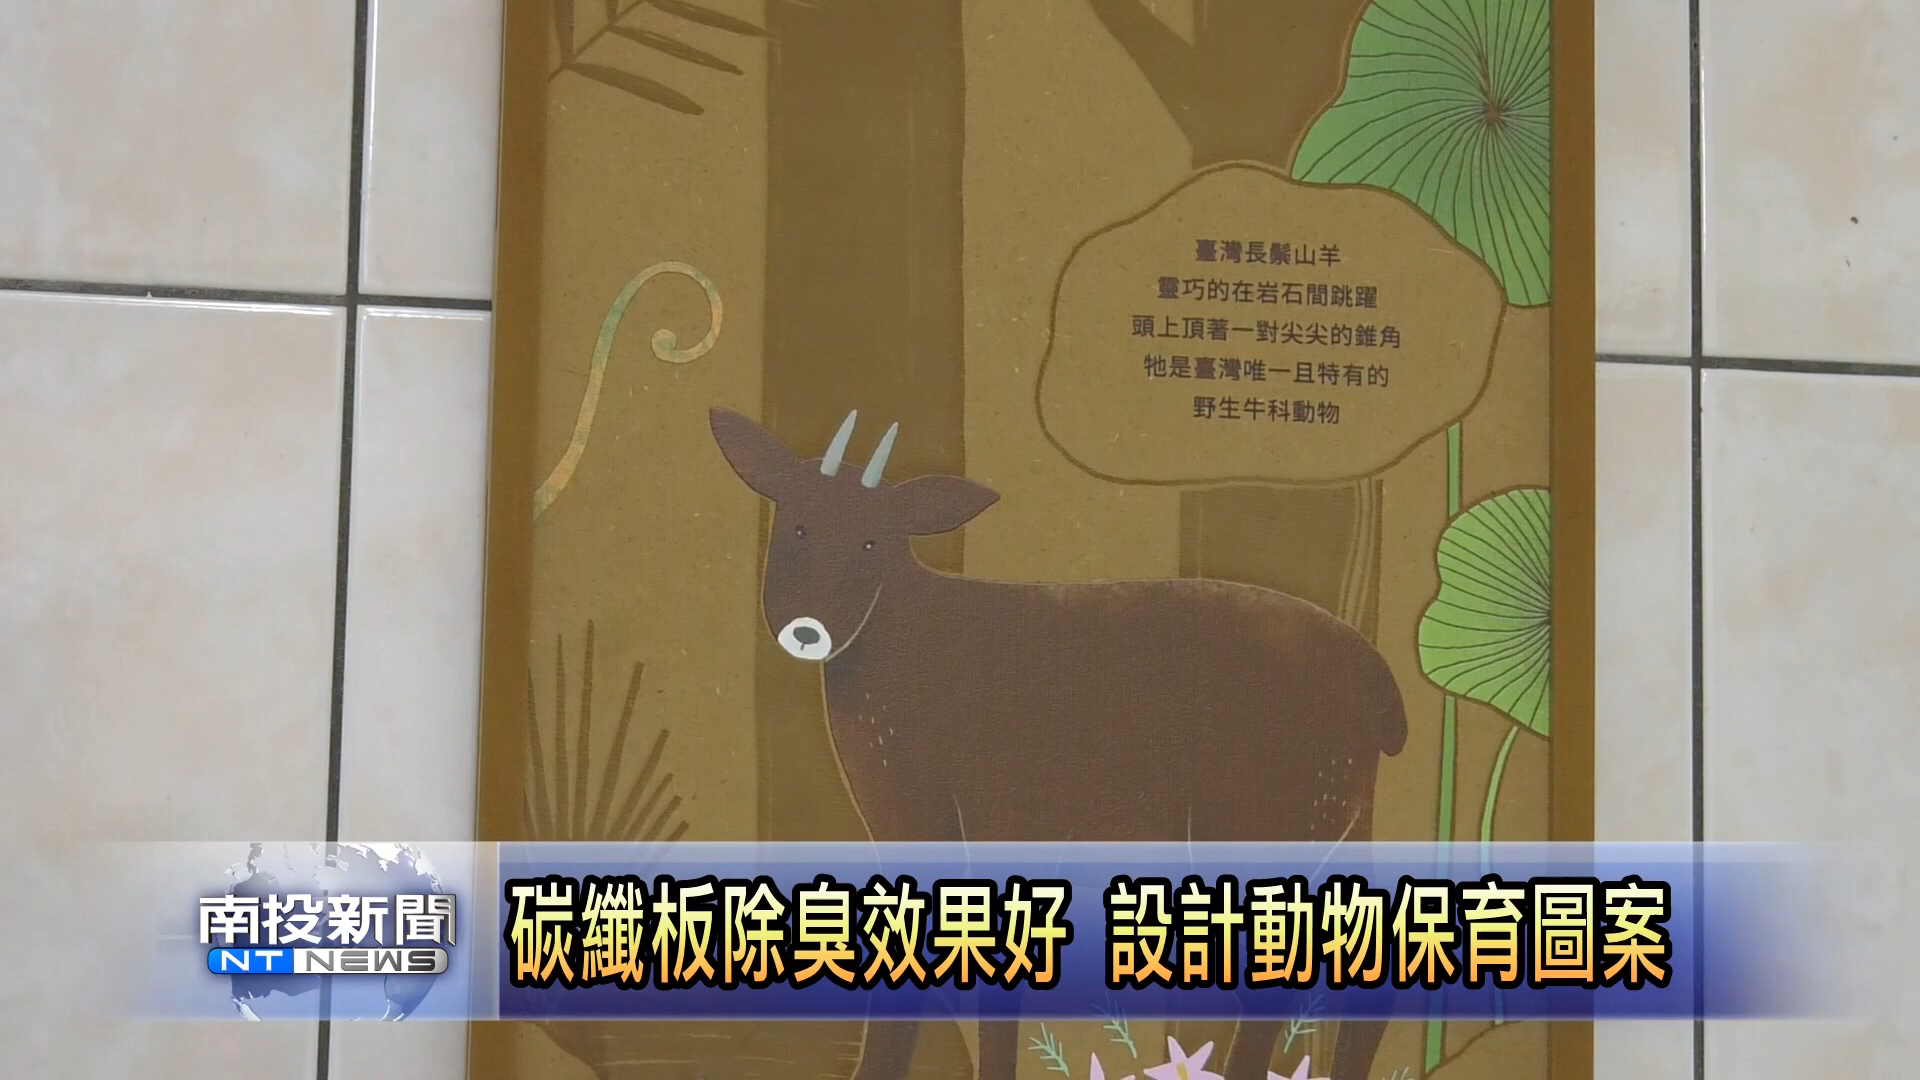 臺灣長鬃山羊
靈巧的在岩石間跳躍
頭上頂著一對尖尖的錐角
牠是臺灣唯一且特有的
野生牛科動物
南投新聞
NT NEWS
碳纖板除臭效果好 設計動物保育圖案